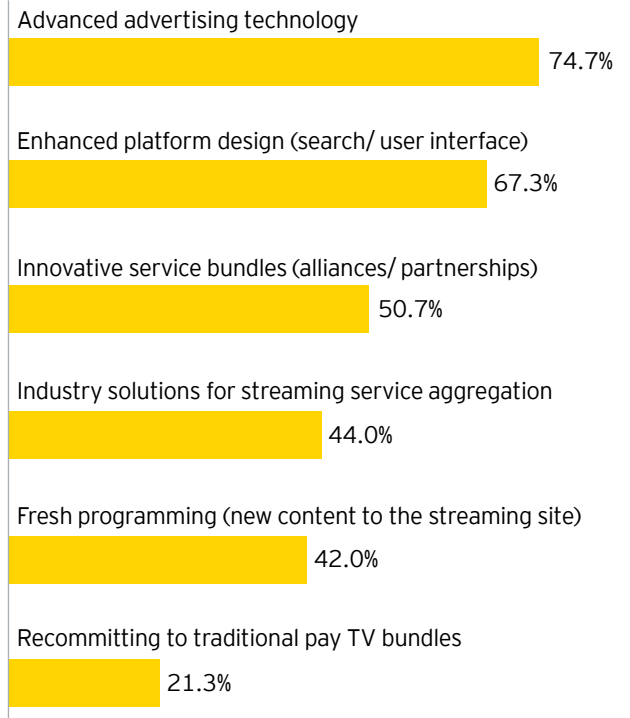 Advanced advertising technology
74.7%
Enhanced platform design (search/ user interface)
67.3%
Innovative service bundles (alliances/ partnerships)
50.7%
Industry solutions for streaming service aggregation
44.0%
Fresh programming (new content to the streaming site)
42.0%
Recommitting to traditional pay TV bundles
21.3%